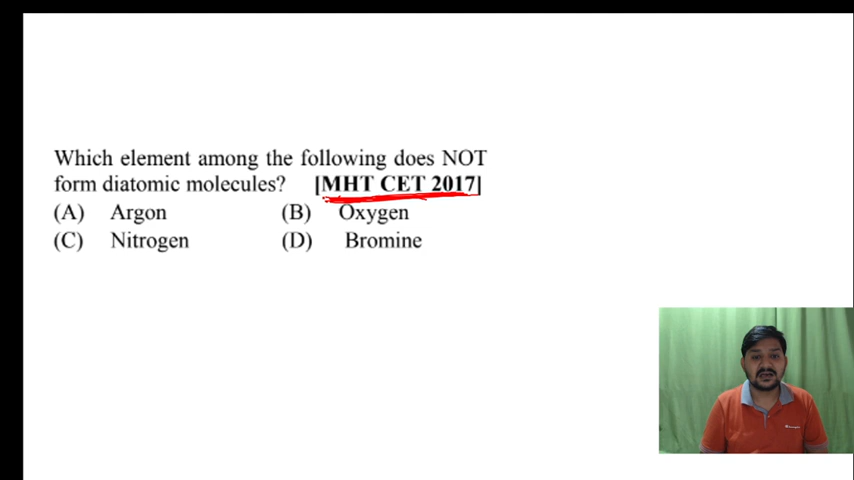 Which element among the following does NOT
form diatomic molecules? [MHT CET 2017]
(A) Argon (B) Oxygen
(C) Nitrogen (D) Bromine